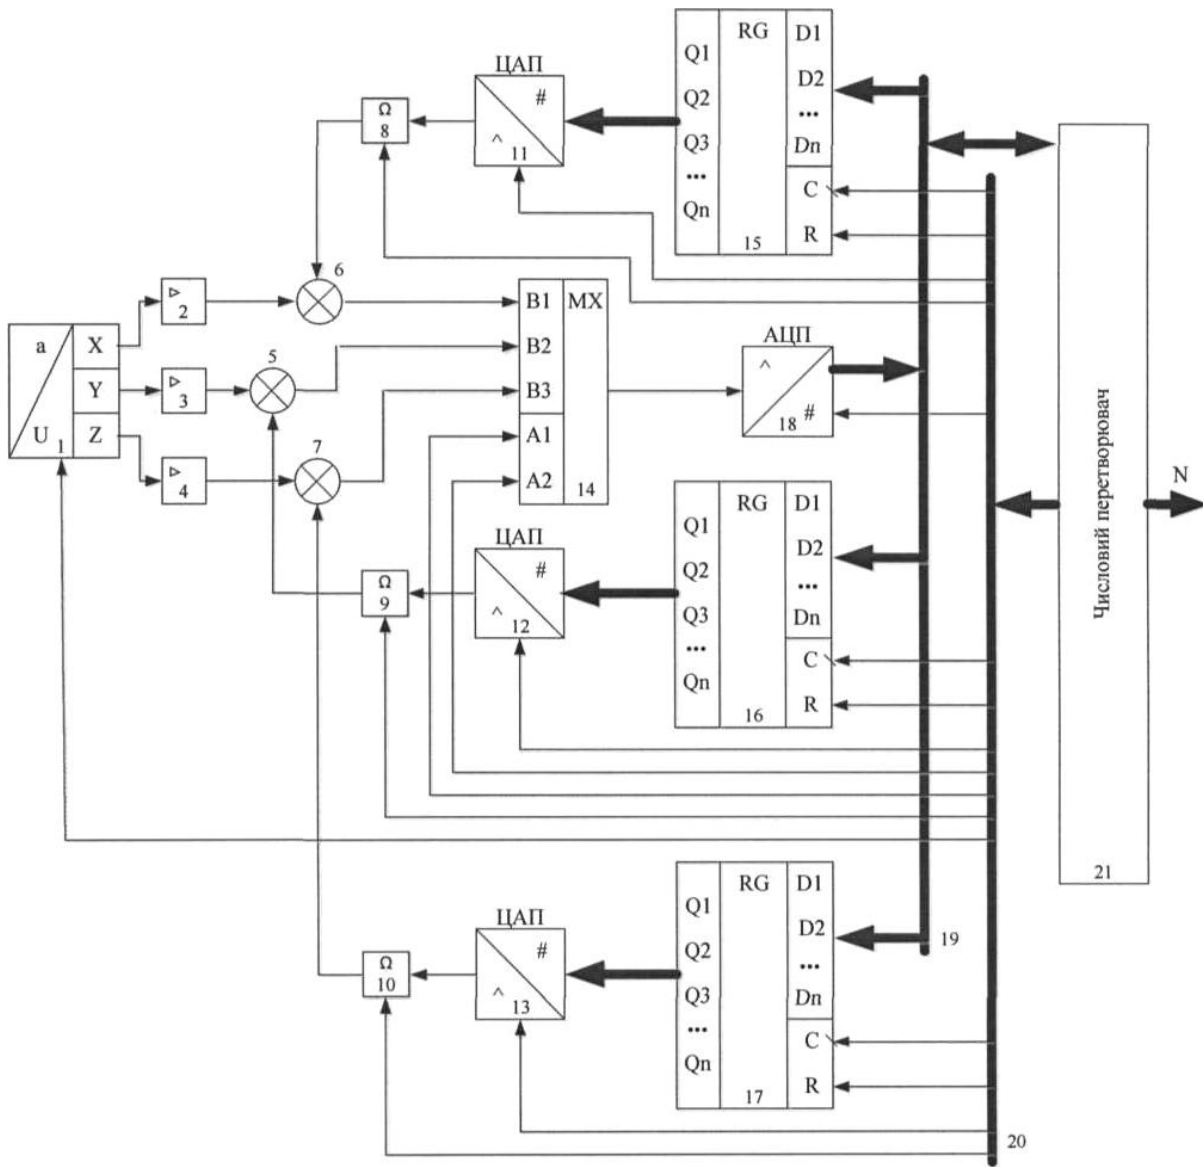 ЦАП
#
^
11
Ω
8
Q1
Q2
Q3
...
Qn
RG
15
D1
D2
...
Dn
C
R
6
▷
2
a
U
1
X
Y
Z
5
▷
3
7
▷
4
B1
B2
B3
A1
A2
MX
14
АЦП
^
#
18
ЦАП
#
^
12
Ω
9
Q1
Q2
Q3
...
Qn
RG
16
D1
D2
...
Dn
C
R
Числовий перетворювач
21
N
ЦАП
#
^
13
Ω
10
Q1
Q2
Q3
...
Qn
RG
17
D1
D2
...
Dn
C
R
19
20